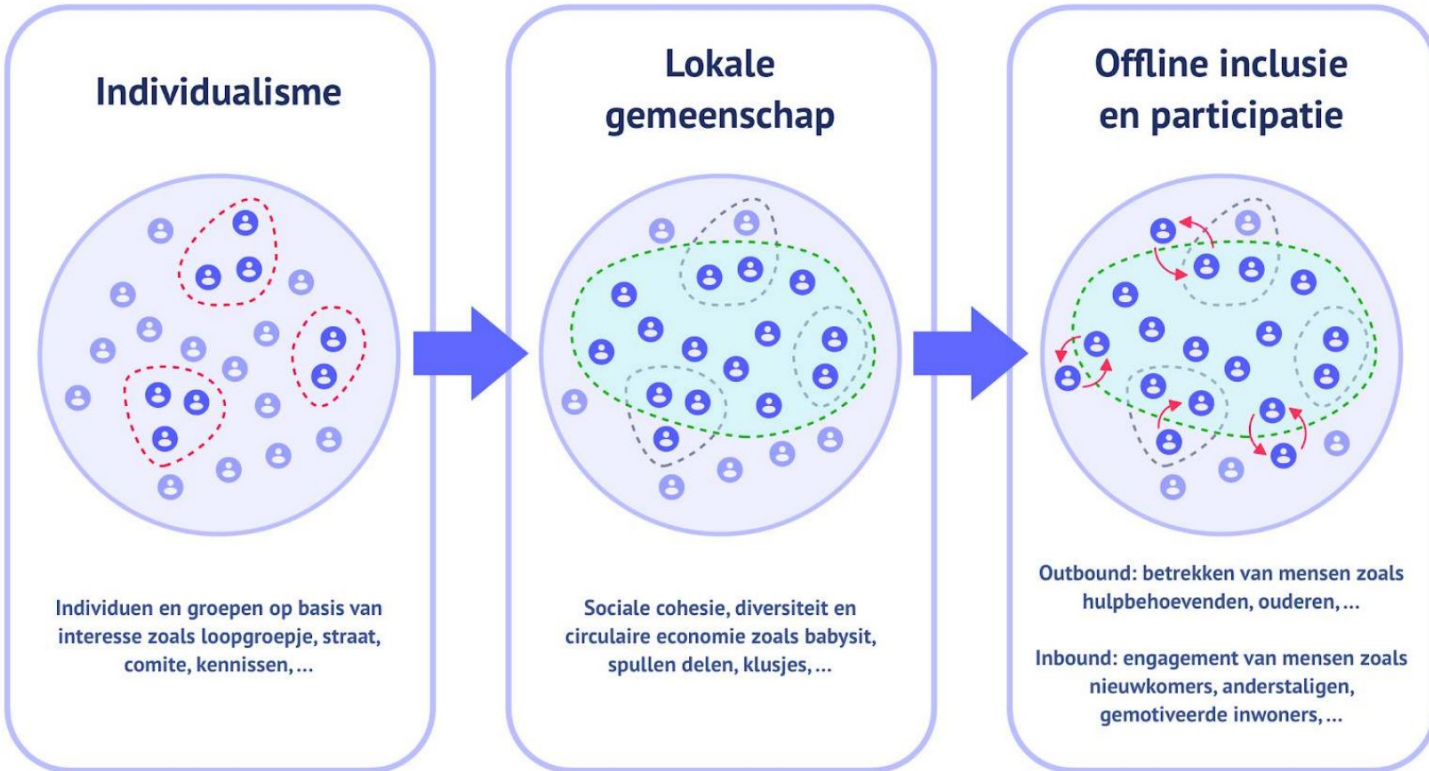 Individualisme
Individuen en groepen op basis van
interesse zoals loopgroepje, straat,
comite, kennissen, ...
Lokale
gemeenschap
Sociale cohesie, diversiteit en
circulaire economie zoals babysit,
spullen delen, klusjes, ...
Offline inclusie
en participatie
Outbound: betrekken van mensen zoals
hulpbehoevenden, ouderen, ...
Inbound: engagement van mensen zoals
nieuwkomers, anderstaligen,
gemotiveerde inwoners, ...